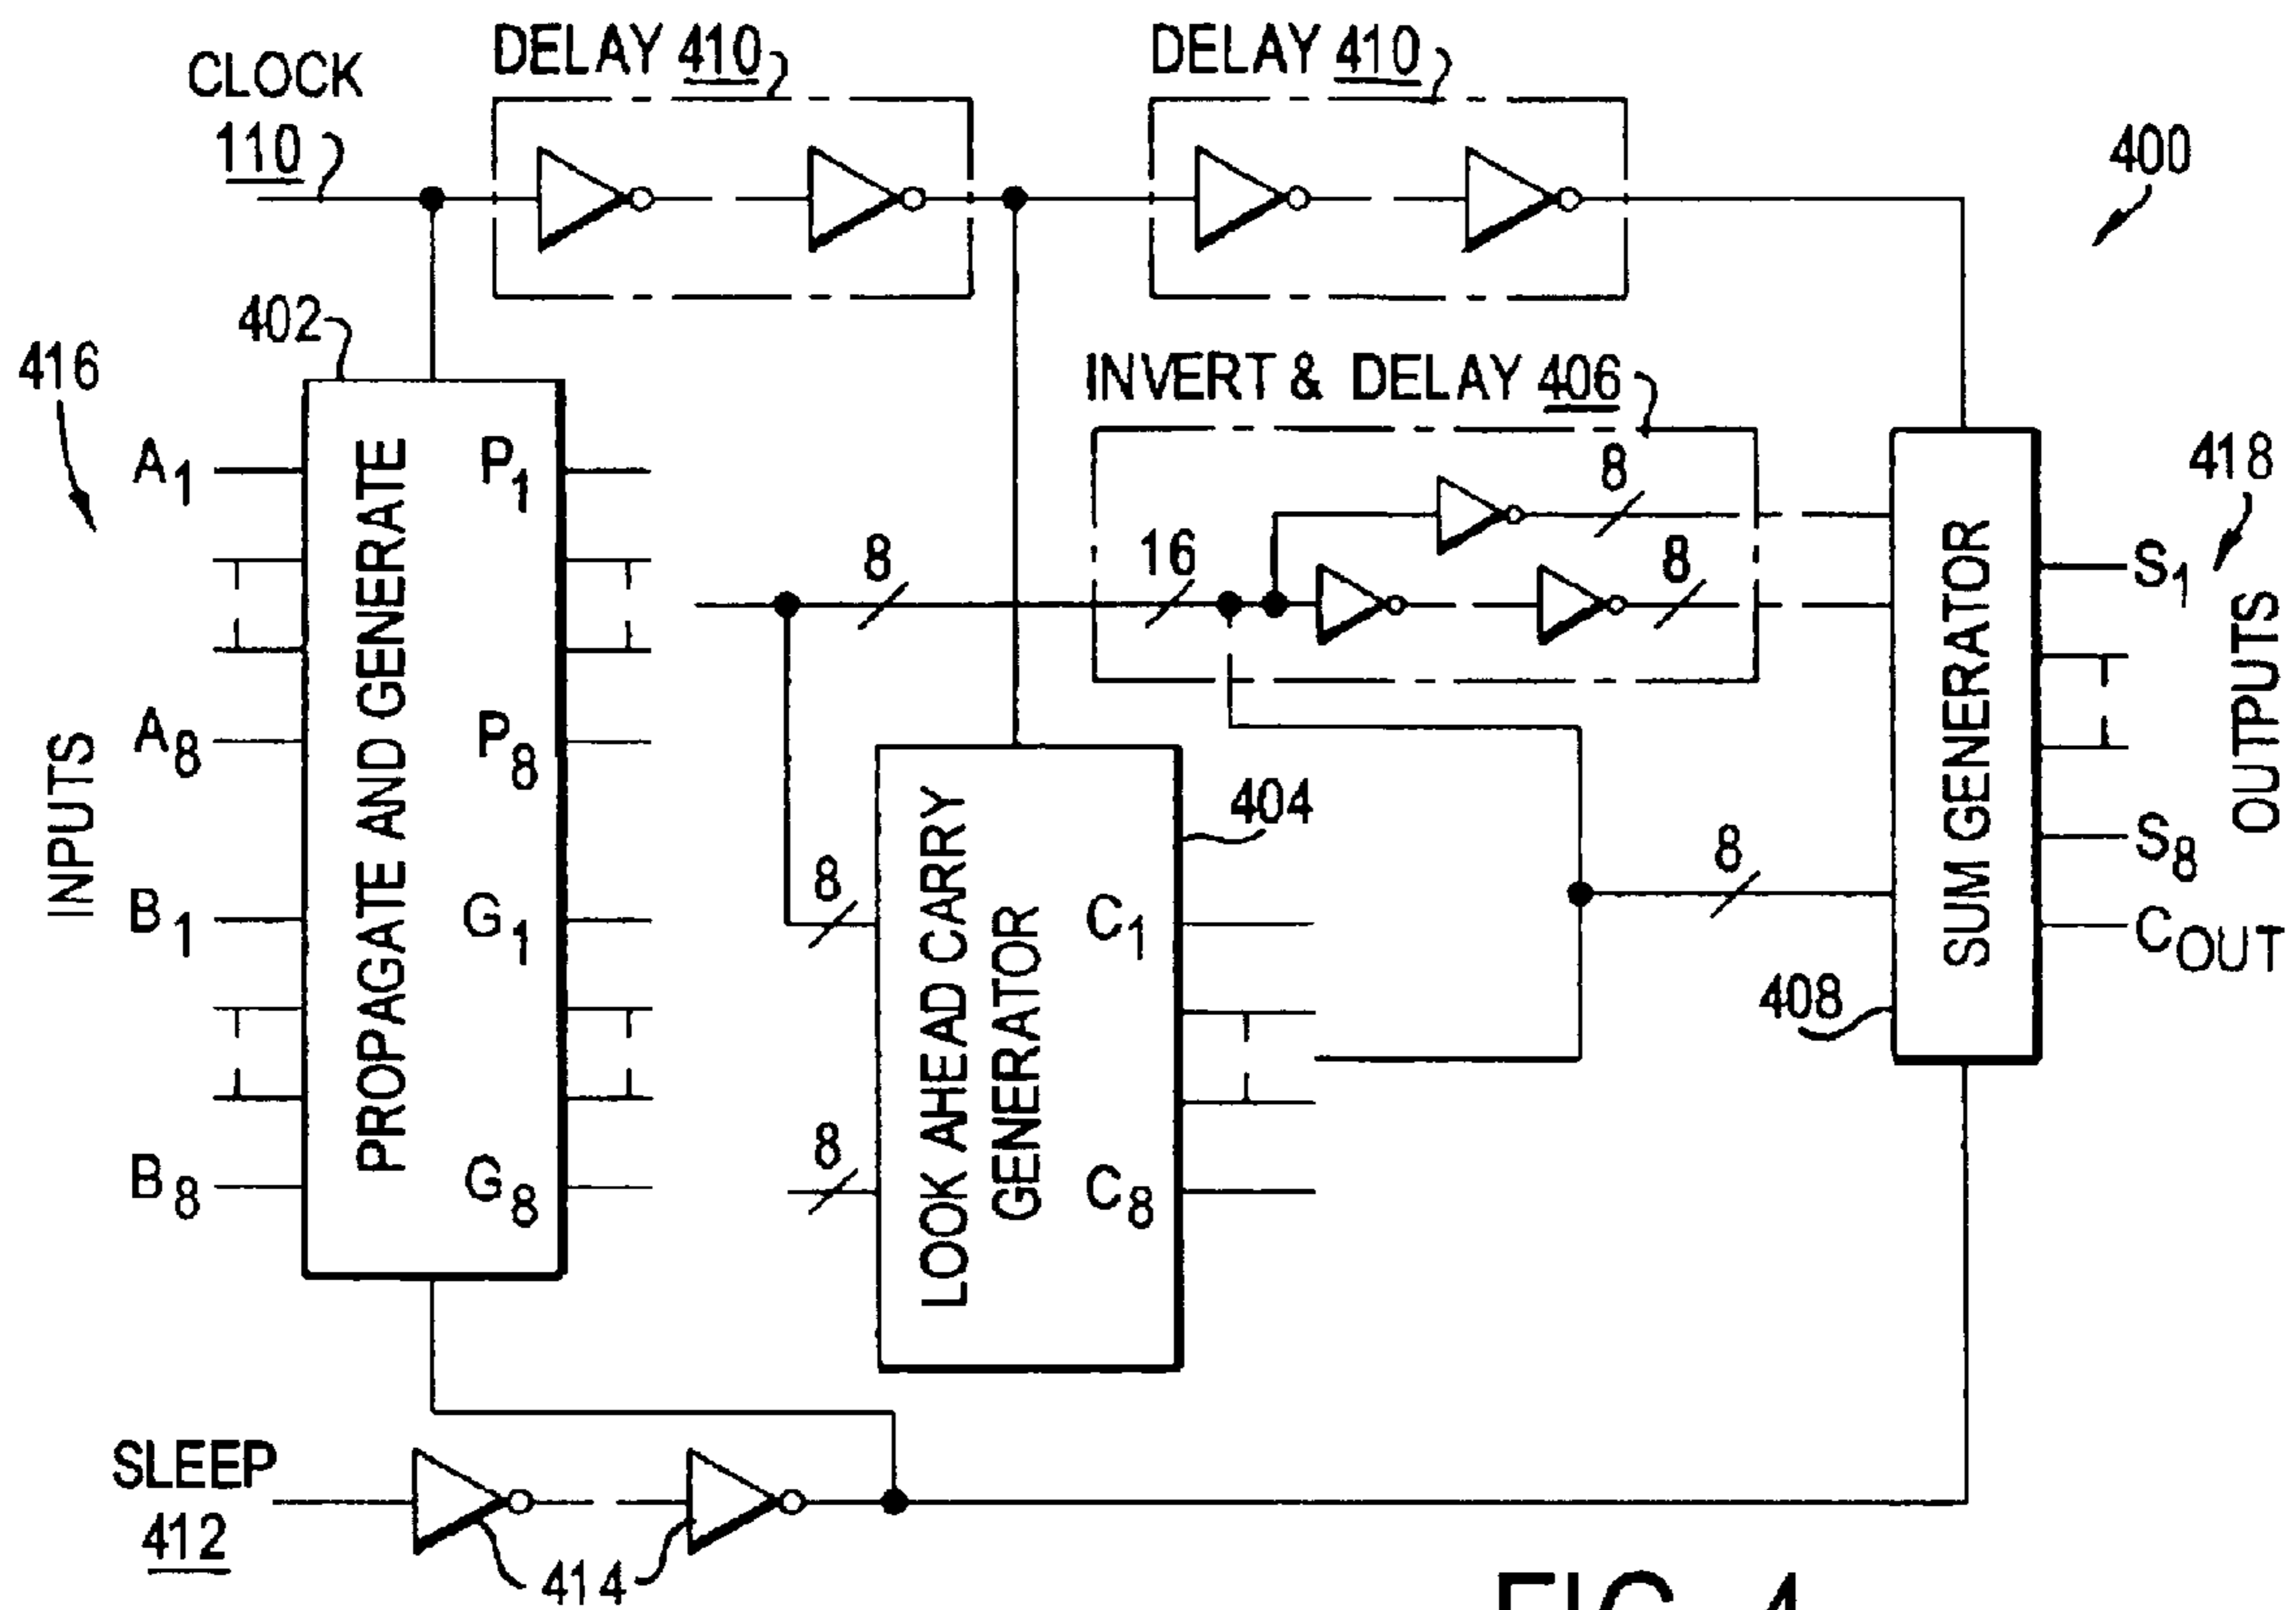 DELAY 410
DELAY 410
CLOCK
110
400
402
416
INVERT & DELAY 406
418
A1
P1
8
16
8
8
S1
PROPAGATE AND GENERATE
SUM GENERATOR
OUTPUTS
INPUTS
A8
P8
404
LOOK AHEAD CARRY
GENERATOR
8
8
S8
B1
G1
C1
COUT
408
8
B8
G8
C8
SLEEP
412
414
FIG. 4